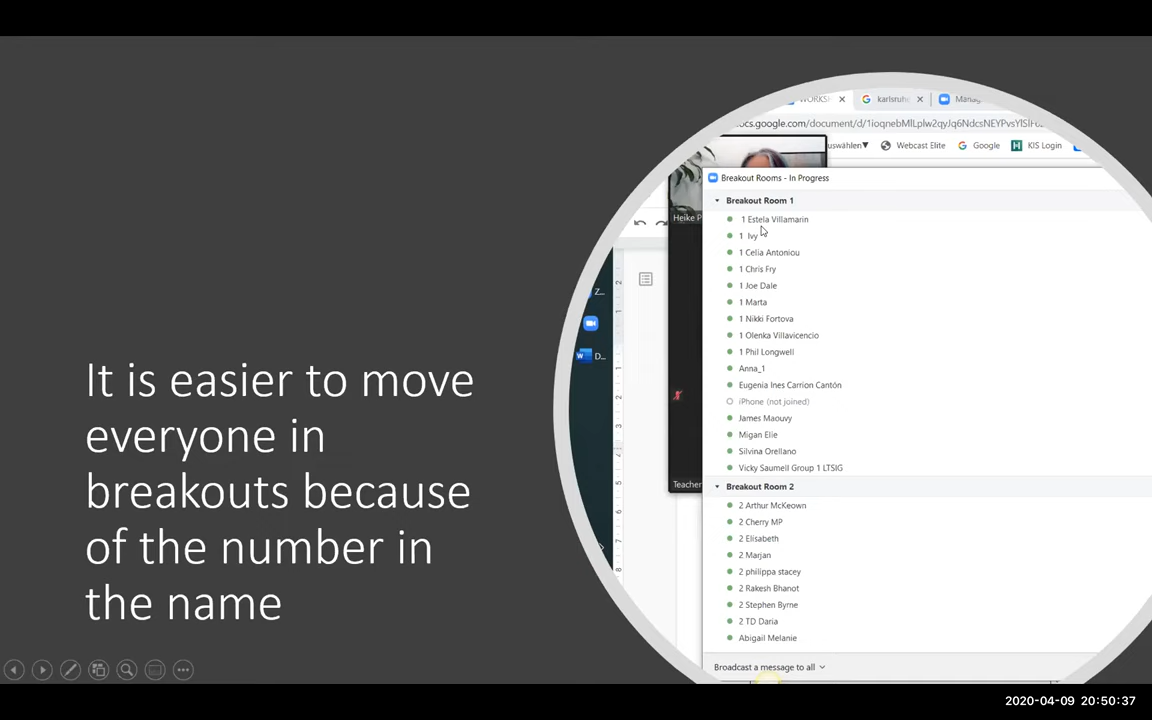 It is easier to move
everyone in
breakouts because
of the number in
the name
karlsruhe
Manag
docs.google.com/document/d/
Webcast Elite
Google
KIS Login
Heike P
Breakout Rooms - In Progress
Breakout Room 1
1 Estela Villamarin
1 Ivy
1 Celia Antoniou
1 Chris Fry
1 Joe Dale
1 Marta
1 Nikki Fortova
1 Olenka Villavicencio
1 Phil Longwell
Anna_1
Eugenia Ines Carrion Cantón
iPhone (not joined)
James Maouvy
Migan Elie
Silvina Orellano
Vicky Saumell Group 1 LTSIG
Breakout Room 2
2 Arthur McKeown
2 Cherry MP
2 Elisabeth
2 Marjan
2 philippa stacey
2 Rakesh Bhanot
2 Stephen Byrne
2 TD Daria
Abigail Melanie
Broadcast a message to all
Z...
D...
Teacher
2020-04-09 20:50:37